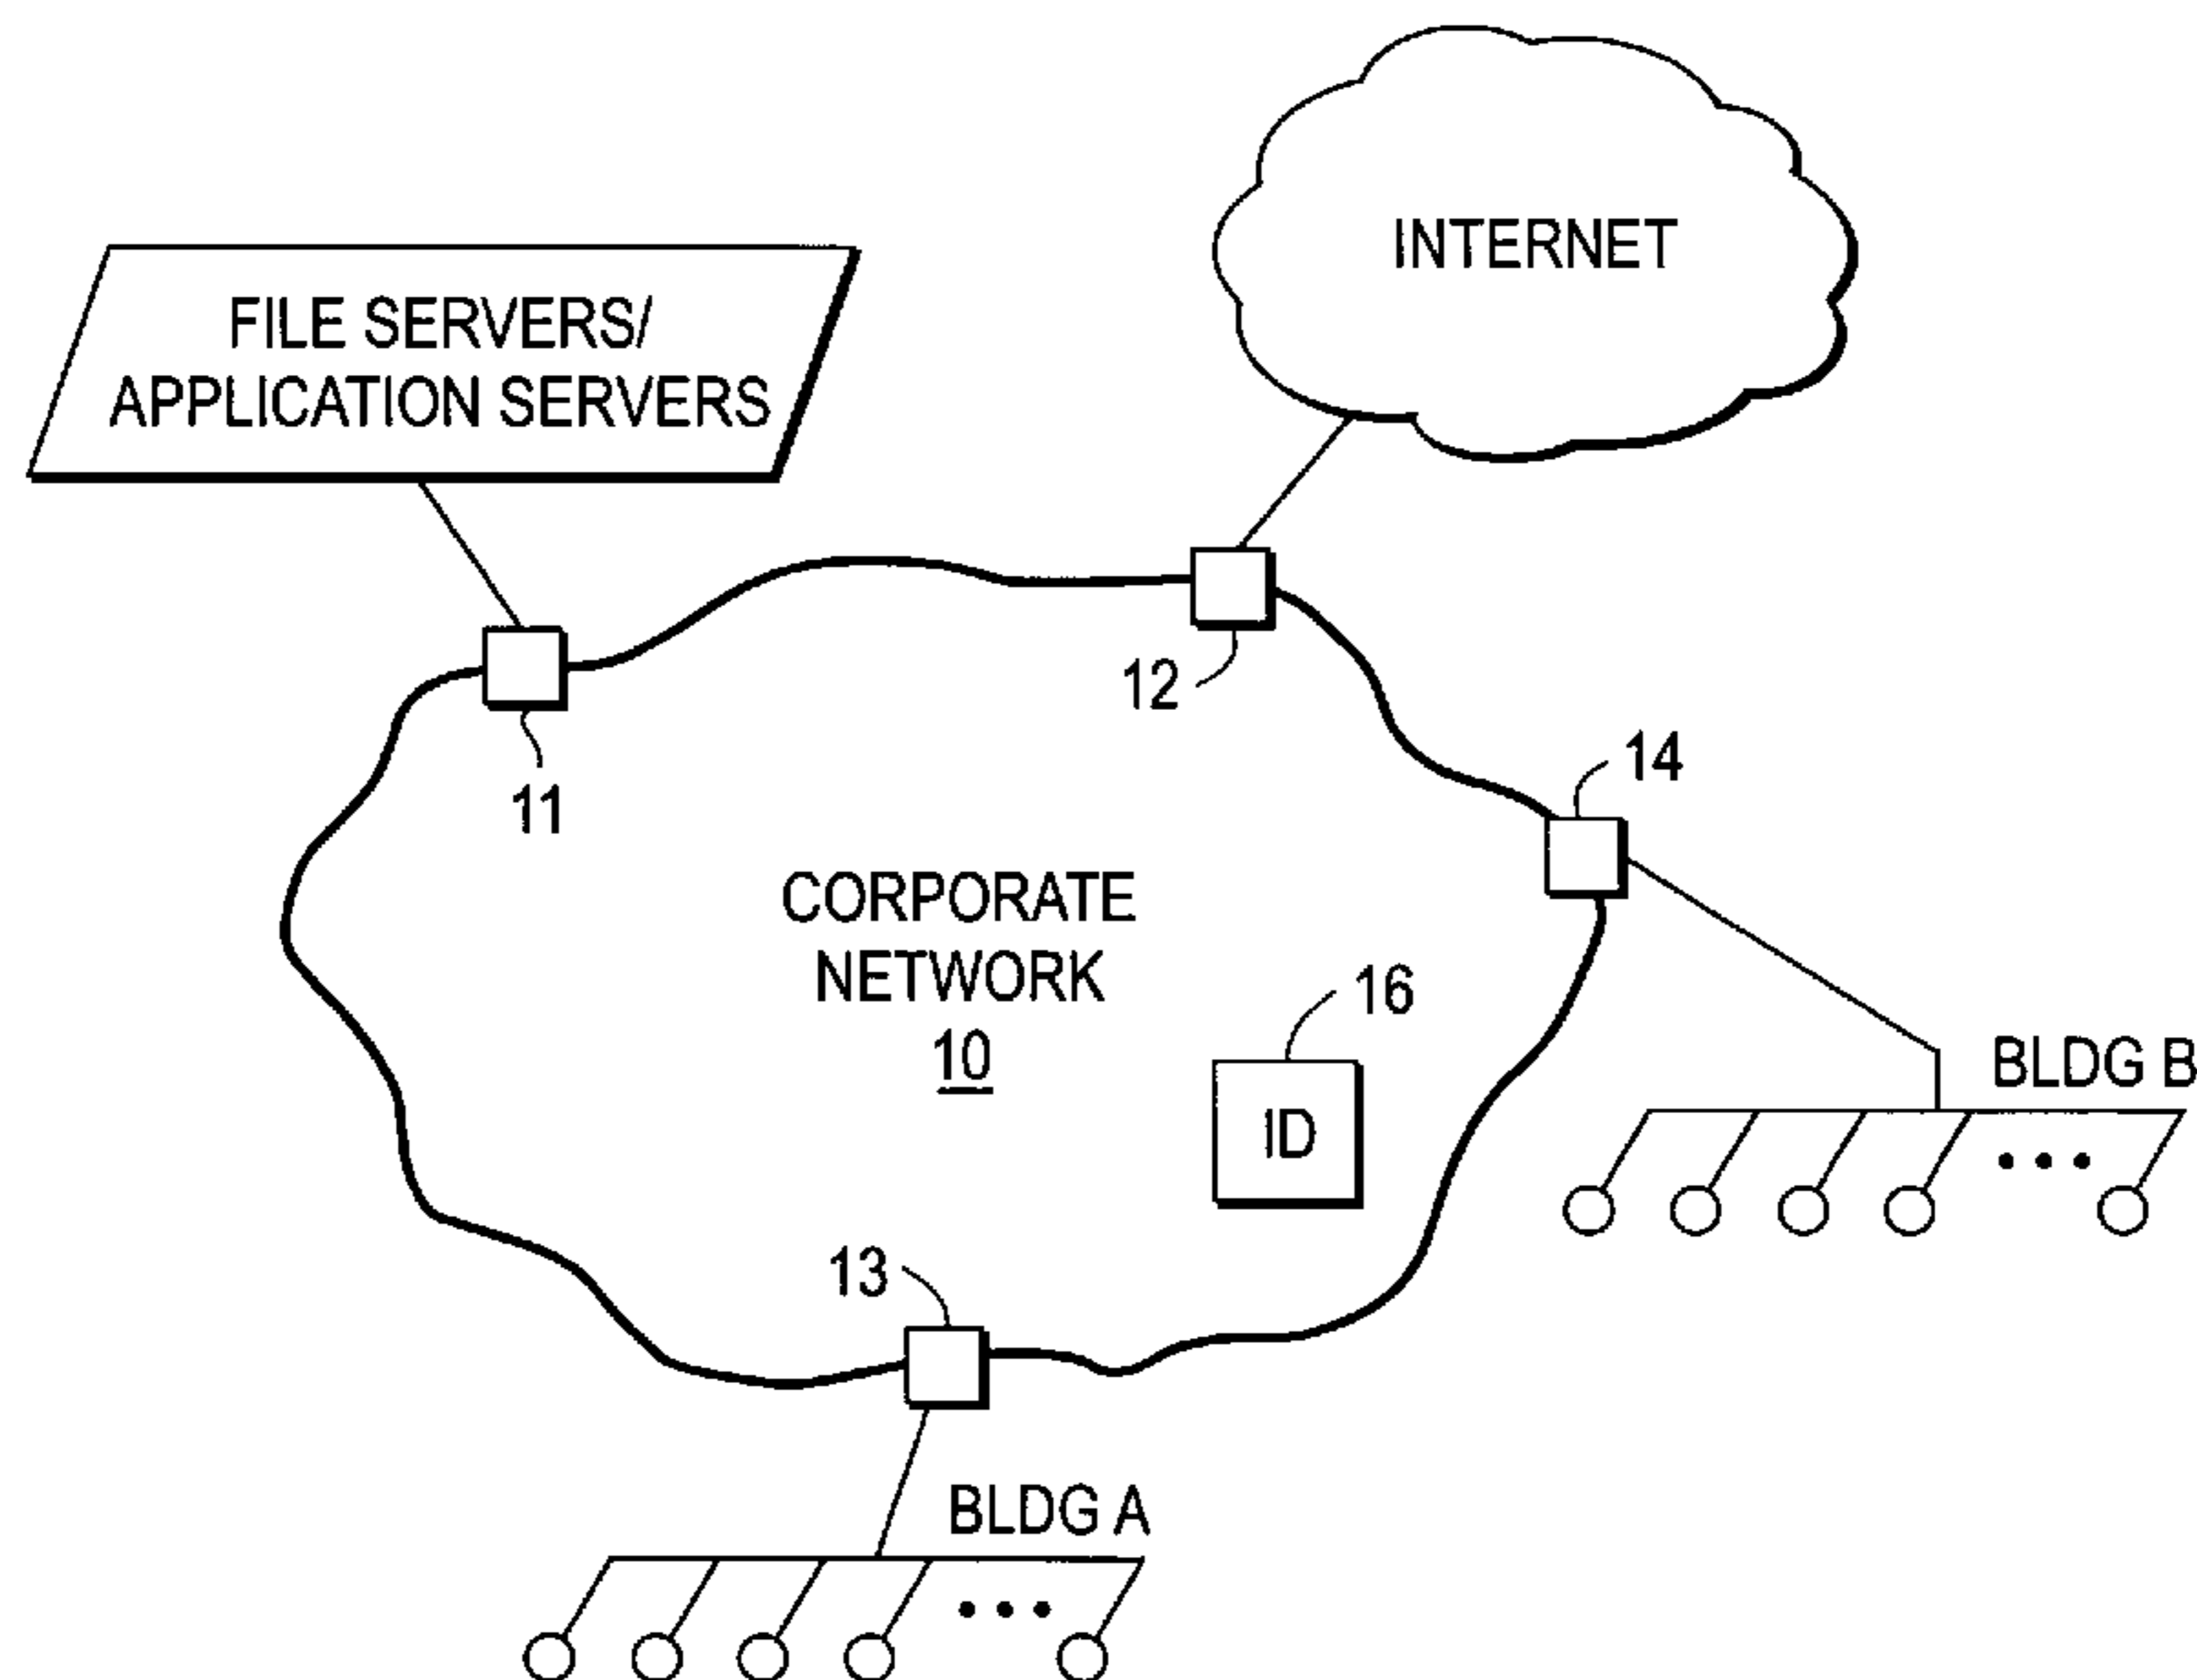 INTERNET
FILE SERVERS/
APPLICATION SERVERS
12
14
11
CORPORATE
NETWORK
10
16
ID
BLDG B
13
BLDG A